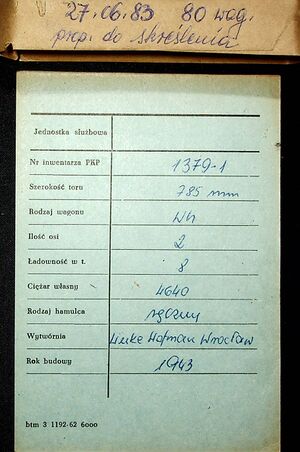 27.06.83 80 wag.
prop. do skreślenia
Jednostka służbowa
Nr inwentarza PKP 1379-1
Szerokość toru 785 mm
Rodzaj wagonu Wh
Ilość osi 2
Ładowność w t. 8
Ciężar własny 4640
Rodzaj hamulca ręczny
Wytwórnia Linke Hofman Wrocław
Rok budowy 1943
btm 3 1192-62 6000